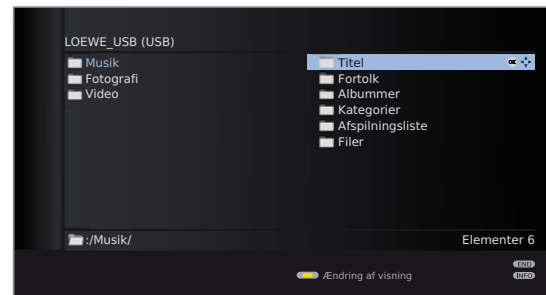 LOEWE_USB (USB)
Musik
Fotografi
Video
Titel
OK
Fortolk
Albummer
Kategorier
Afspilningsliste
Filer
:/Musik/
Elementer 6
Ændring af visning
END
INFO